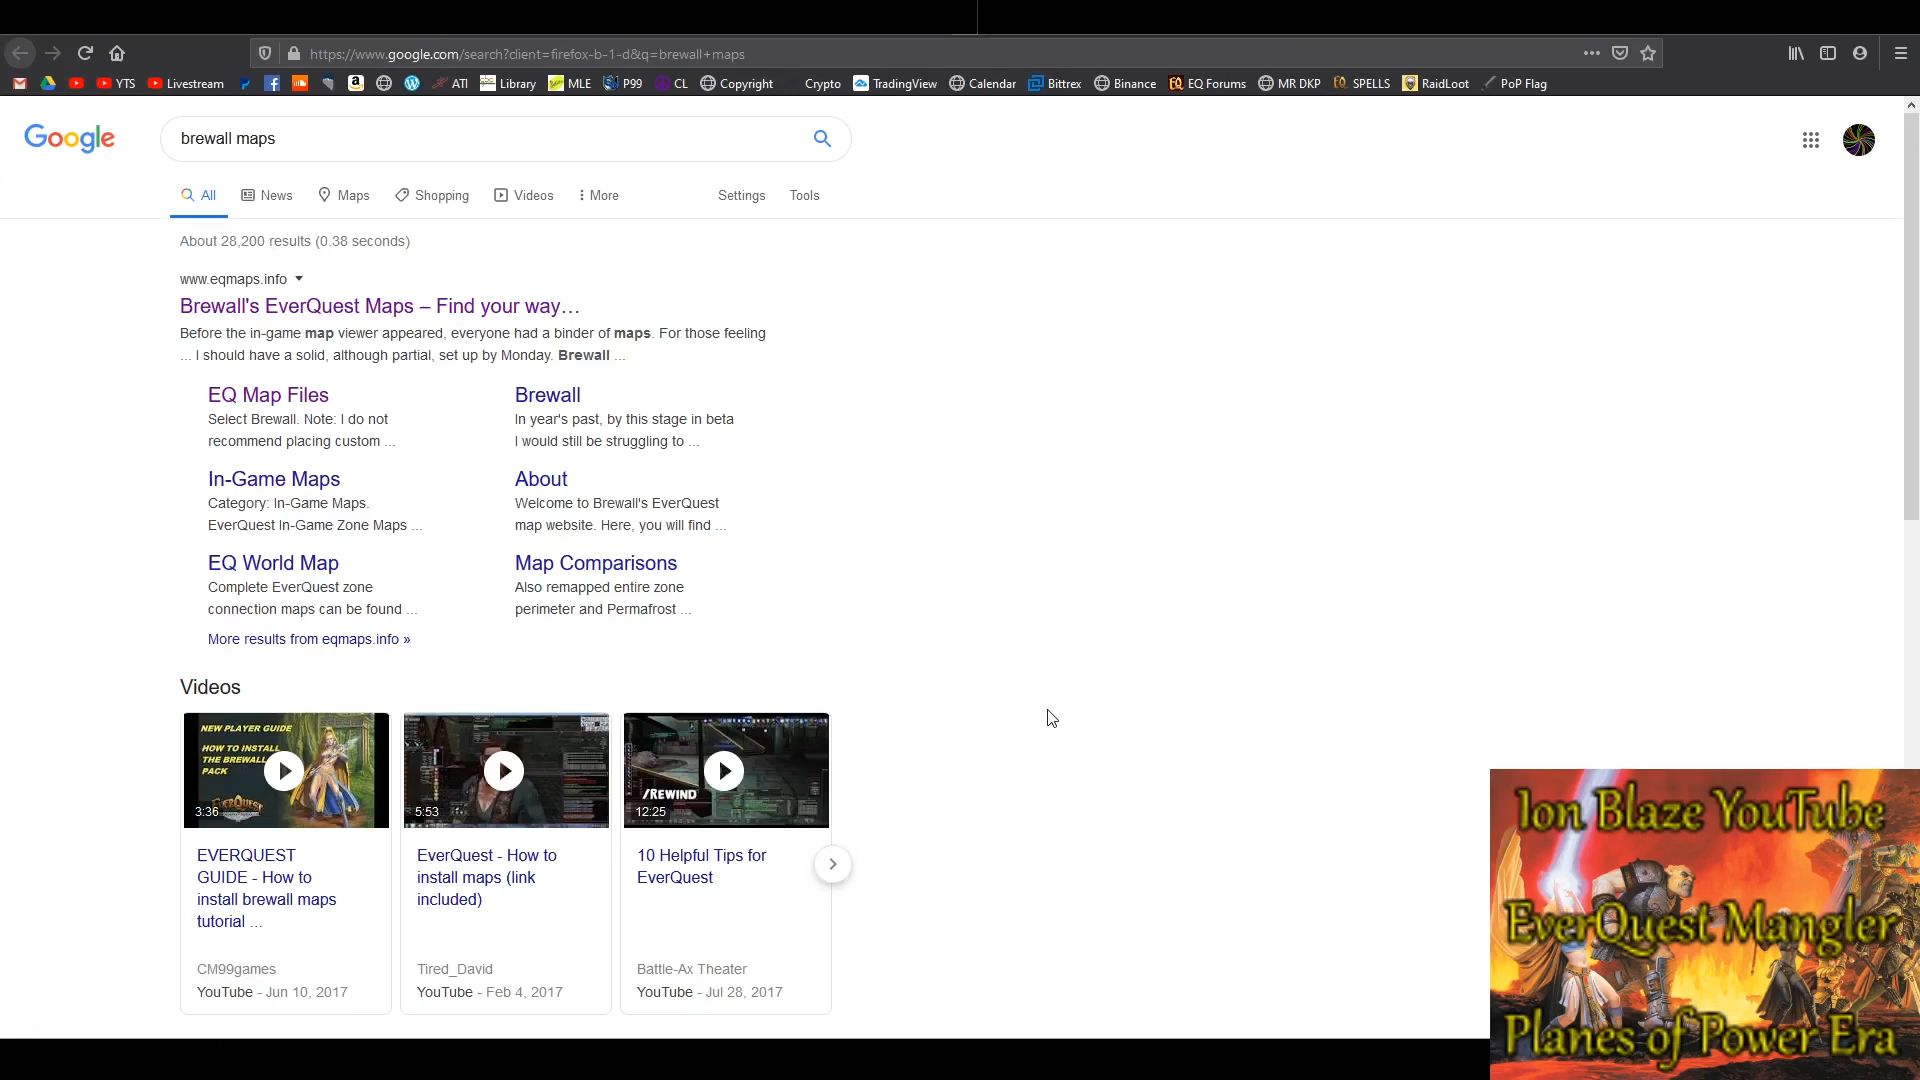 https://www.google.com/search?client=firefox-b-1-d&q=brewall+maps
YTS
Livestream
ATI
Library
MLE
P99
CL
Copyright
Crypto
TradingView
Calendar
Bittrex
Binance
EQ Forums
MR DKP
SPELLS
RaidLoot
PoP Flag
Google
brewall maps
All
News
Maps
Shopping
Videos
More
Settings
Tools
About 28,200 results (0.38 seconds)
www.eqmaps.info
Brewall's EverQuest Maps – Find your way…
Before the in-game map viewer appeared, everyone had a binder of maps. For those feeling
... I should have a solid, although partial, set up by Monday. Brewall ...
EQ Map Files
Select Brewall. Note: I do not
recommend placing custom ...
Brewall
In year's past, by this stage in beta
I would still be struggling to ...
In-Game Maps
Category: In-Game Maps.
EverQuest In-Game Zone Maps ...
About
Welcome to Brewall's EverQuest
map website. Here, you will find ...
EQ World Map
Complete EverQuest zone
connection maps can be found ...
Map Comparisons
Also remapped entire zone
perimeter and Permafrost ...
More results from eqmaps.info »
Videos
NEW PLAYER GUIDE
HOW TO INSTALL
THE BREWALL
PACK
EVERQUEST
3:36
EVERQUEST
GUIDE - How to
install brewall maps
tutorial ...
CM99games
YouTube - Jun 10, 2017
5:53
EverQuest - How to
install maps (link
included)
Tired_David
YouTube - Feb 4, 2017
/REWIND
12:25
10 Helpful Tips for
EverQuest
Battle-Ax Theater
YouTube - Jul 28, 2017
Ion Blaze YouTube
EverQuest Mangler
Planes of Power Era